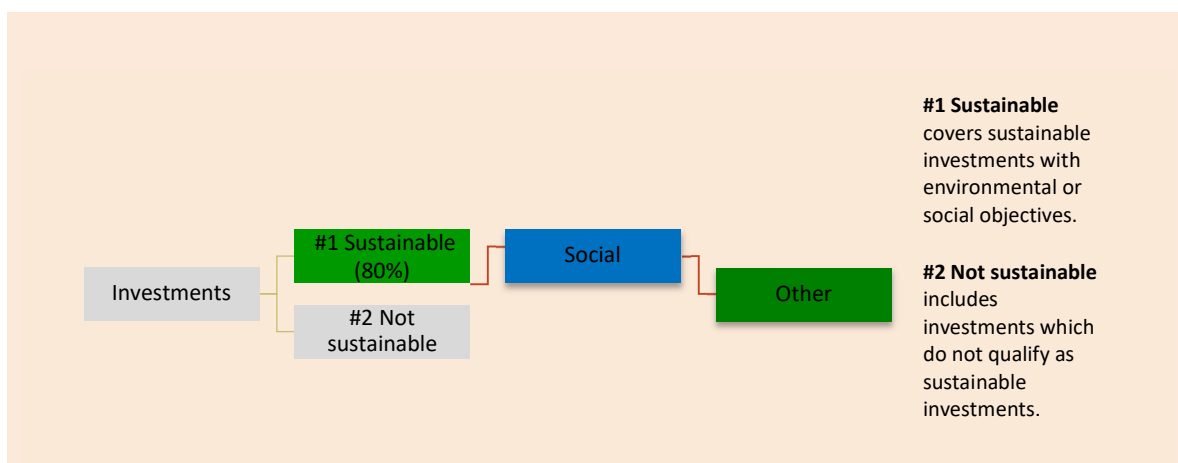 Investments
#1 Sustainable
(80%)
#2 Not
sustainable
Social
Other
#1 Sustainable
covers sustainable
investments with
environmental or
social objectives.
#2 Not sustainable
includes
investments which
do not qualify as
sustainable
investments.